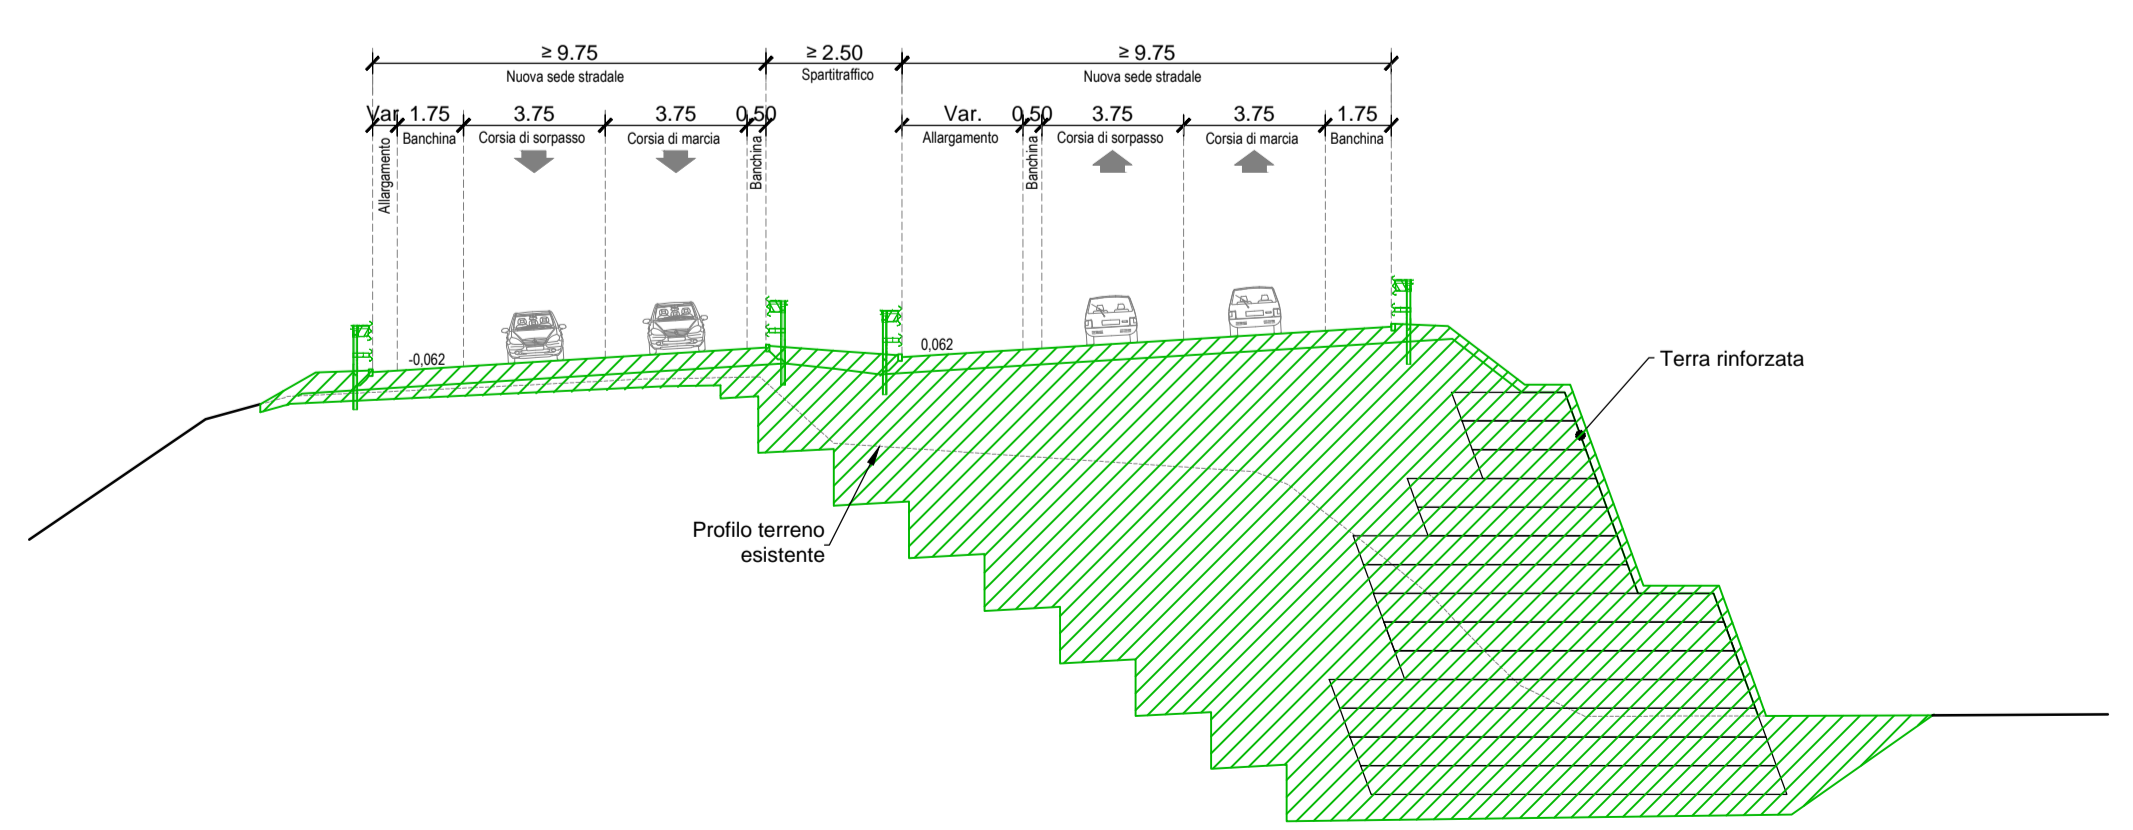 ≥ 9.75
≥ 2.50
≥ 9.75
Nuova sede stradale
Spartitraffico
Nuova sede stradale
Var.
1.75
3.75
3.75
0.50
Var.
0.50
3.75
3.75
1.75
Allargamento
Banchina
Corsia di sorpasso
Corsia di marcia
Banchina
Allargamento
Banchina
Corsia di sorpasso
Corsia di marcia
Banchina
-0,062
0,062
Terra rinforzata
Profilo terreno
esistente